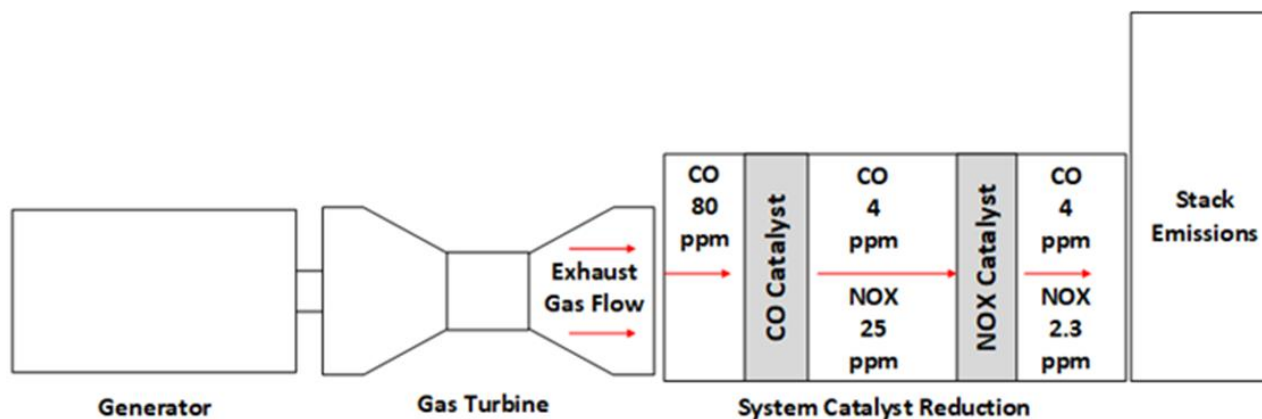 Generator
Exhaust
Gas Flow
Gas Turbine
CO
80
ppm
CO Catalyst
CO
4
ppm
NOX
25
ppm
NOX Catalyst
CO
4
ppm
NOX
2.3
ppm
System Catalyst Reduction
Stack
Emissions